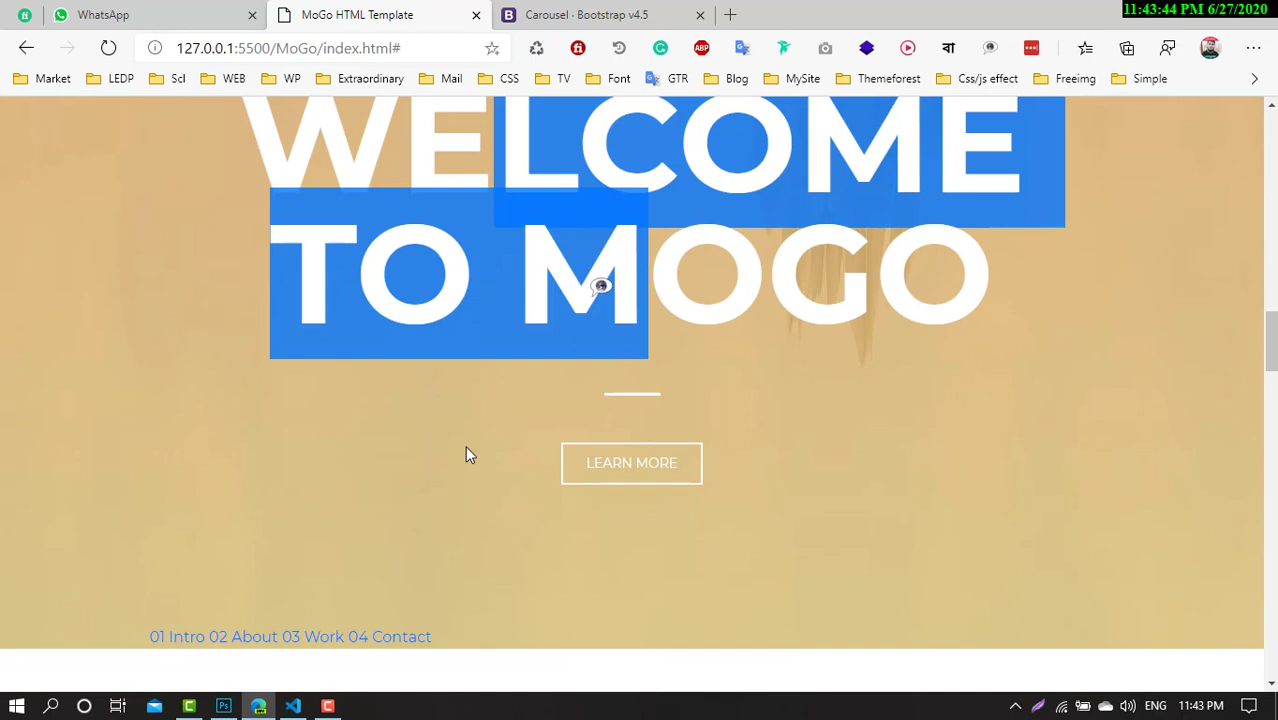 11:43:44 PM 6/27/2020
WhatsApp
MoGo HTML Template
Carousel · Bootstrap v4.5
127.0.0.1:5500/MoGo/index.html#
ABP
বা
Market LEDP Scl WEB WP Extraordinary Mail CSS TV Font GTR Blog MySite Themeforest Css/js effect Freeimg Simple
WELCOME
TO MOGO
LEARN MORE
01 Intro 02 About 03 Work 04 Contact
ENG 11:43 PM